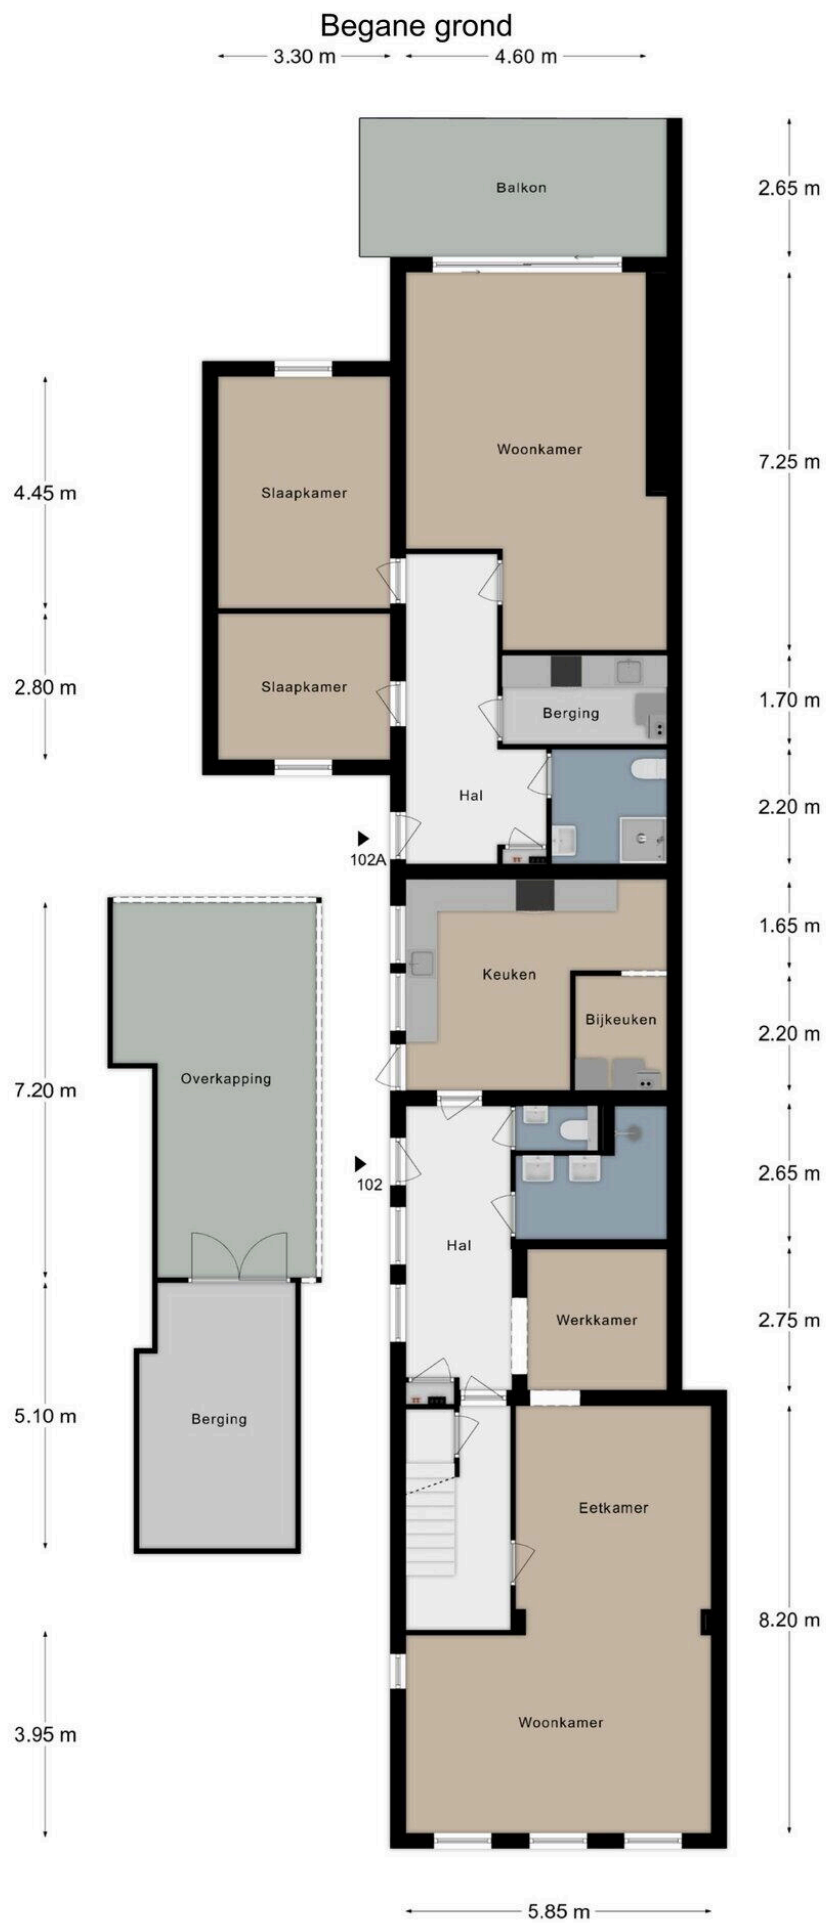 Begane grond
3.30 m
4.60 m
Balkon
2.65 m
Woonkamer
7.25 m
Slaapkamer
4.45 m
Slaapkamer
2.80 m
Berging
1.70 m
Hal
2.20 m
102A
Keuken
1.65 m
Bijkeuken
2.20 m
Overkapping
7.20 m
102
2.65 m
Hal
Werkkamer
2.75 m
Berging
5.10 m
Eetkamer
8.20 m
Woonkamer
3.95 m
5.85 m